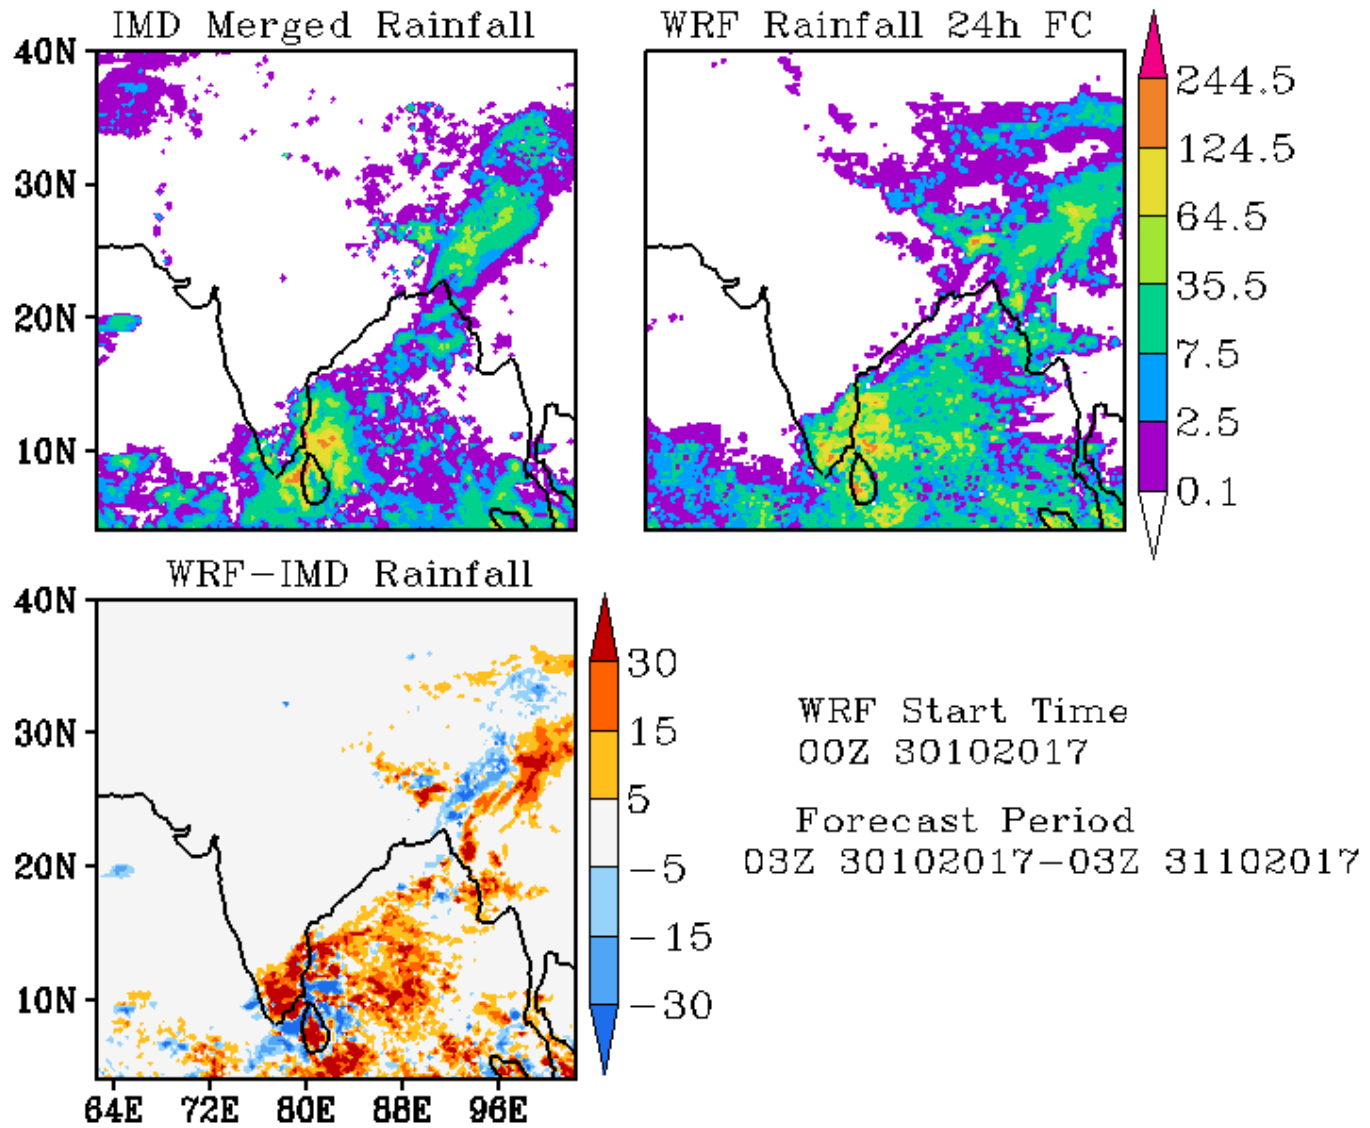 IMD Merged Rainfall
WRF Rainfall 24h FC
40N
30N
20N
10N
244.5
124.5
64.5
35.5
7.5
2.5
0.1
WRF-IMD Rainfall
40N
30N
20N
10N
64E 72E 80E 88E 96E
30
15
5
-5
-15
-30
WRF Start Time
00Z 30102017
Forecast Period
03Z 30102017-03Z 31102017